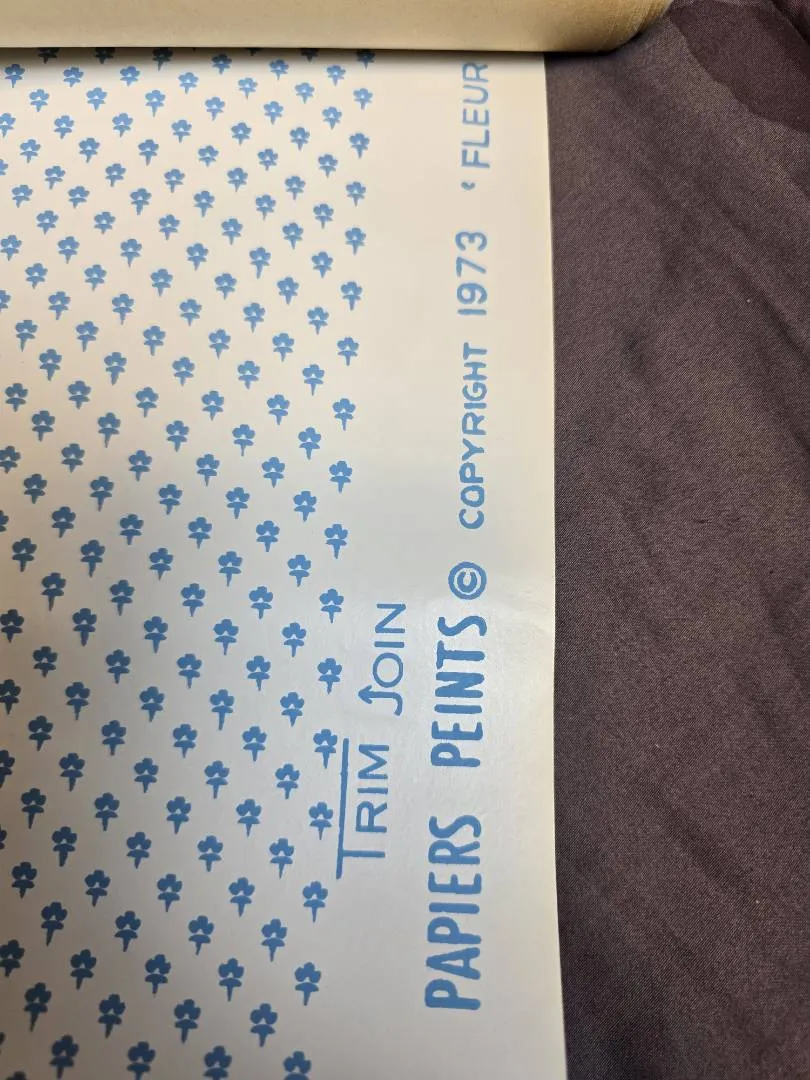 TRIM JOIN
PAPIERS PEINTS © COPYRIGHT 1973 ‘ FLEUR